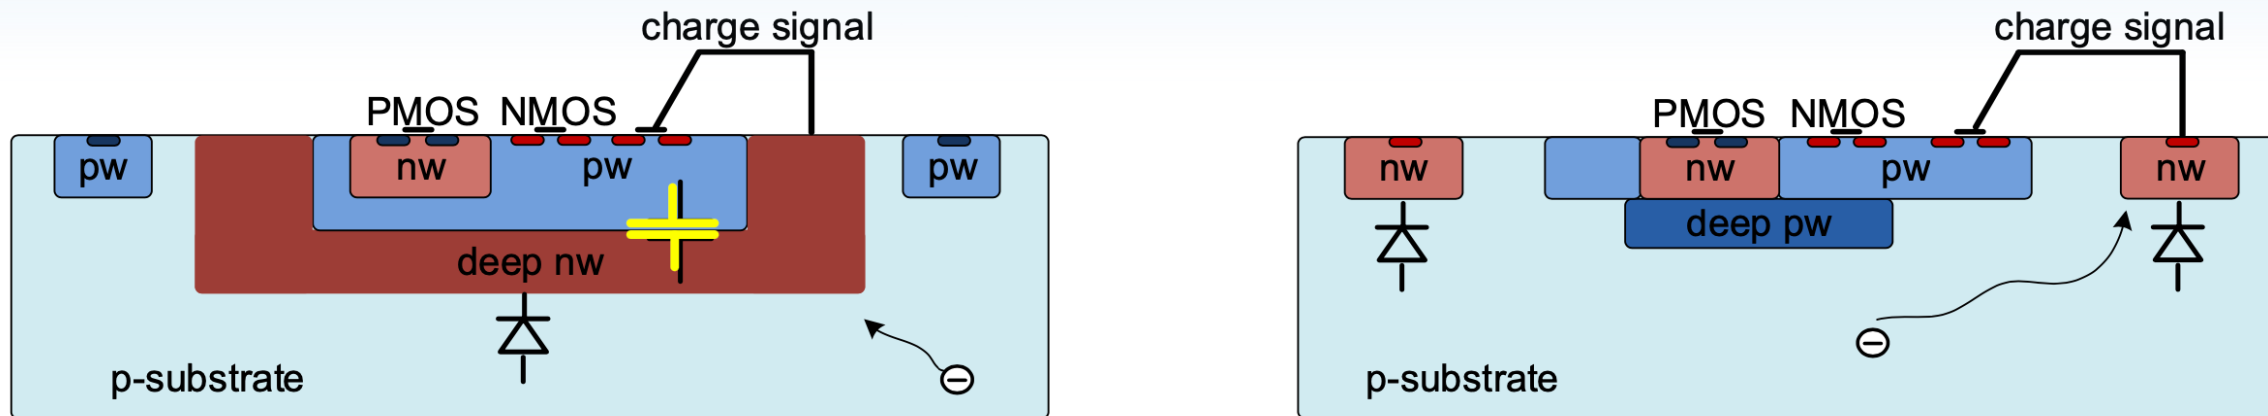 charge signal
PMOS NMOS
pw
nw
pw
pw
deep nw
p-substrate
charge signal
PMOS NMOS
nw
nw
pw
nw
deep pw
p-substrate